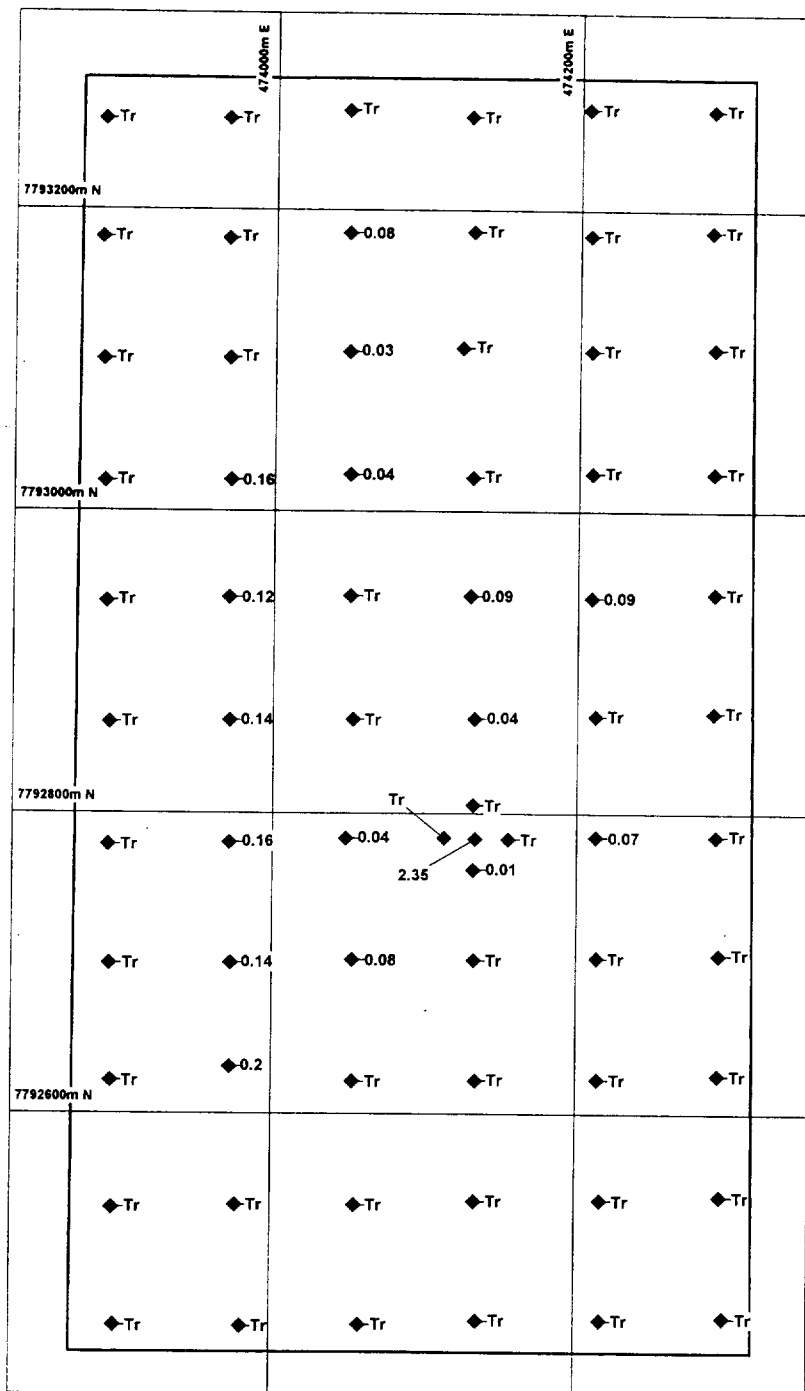 474000m E
474200m E
Tr Tr Tr Tr Tr Tr
7793200m N
Tr Tr 0.08 Tr Tr Tr
Tr Tr 0.03 Tr Tr Tr
Tr 0.16 0.04 Tr Tr Tr
7793000m N
Tr 0.12 Tr 0.09 0.09 Tr
Tr 0.14 Tr 0.04 Tr Tr
7792800m N
Tr
Tr
Tr 0.16 0.04 Tr 0.07 Tr
2.35
0.01
Tr 0.14 0.08 Tr Tr Tr
0.2
Tr Tr Tr Tr Tr
7792600m N
Tr Tr Tr Tr Tr Tr
Tr Tr Tr Tr Tr Tr